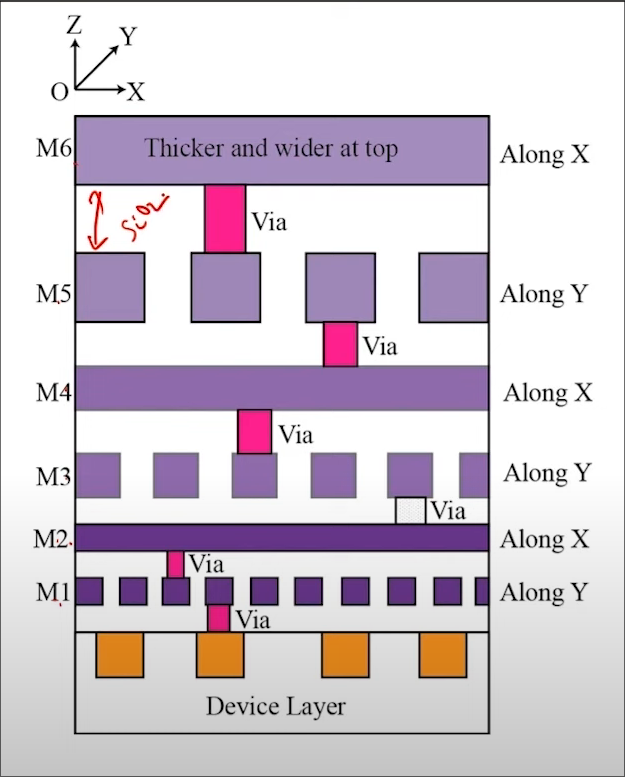 Z
Y
O
X
M6 Thicker and wider at top Along X
SiO2
Via
M5 Along Y
Via
M4 Along X
Via
M3 Along Y
Via
M2 Along X
Via
M1 Along Y
Via
Device Layer